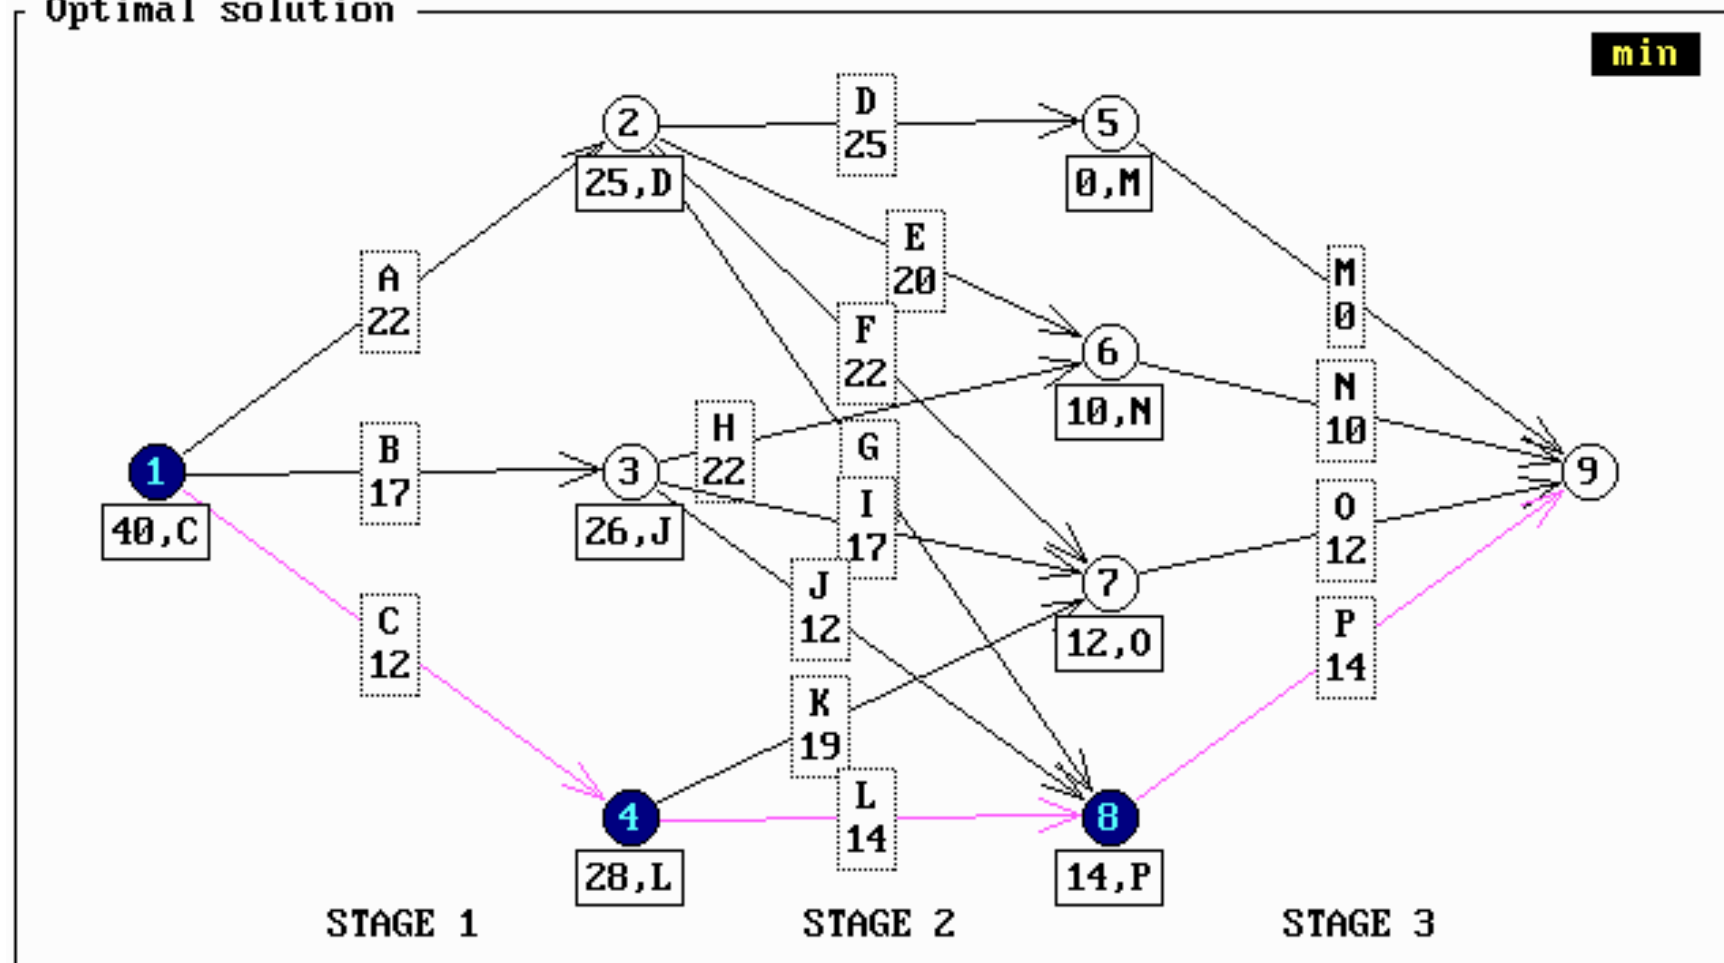 Optimal solution
min
D
25
2
5
25,D
0,M
E
20
A
22
M
0
F
22
6
10,N
N
10
H
22
G
B
17
1
3
9
40,C
26,J
I
17
O
12
J
12
7
12,O
C
12
P
14
K
19
L
14
4
8
28,L
14,P
STAGE 1
STAGE 2
STAGE 3